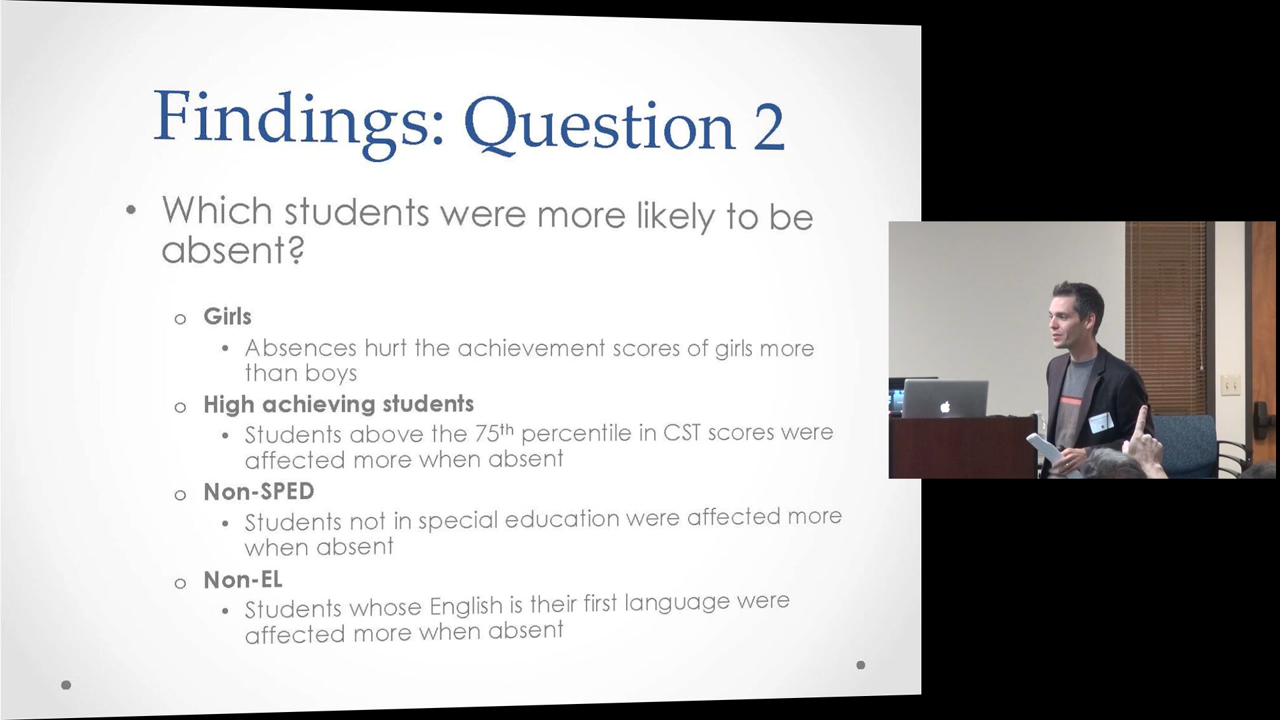 Findings: Question 2
• Which students were more likely to be
absent?
o Girls
• Absences hurt the achievement scores of girls more
than boys
o High achieving students
• Students above the 75th percentile in CST scores were
affected more when absent
o Non-SPED
• Students not in special education were affected more
when absent
o Non-EL
• Students whose English is their first language were
affected more when absent